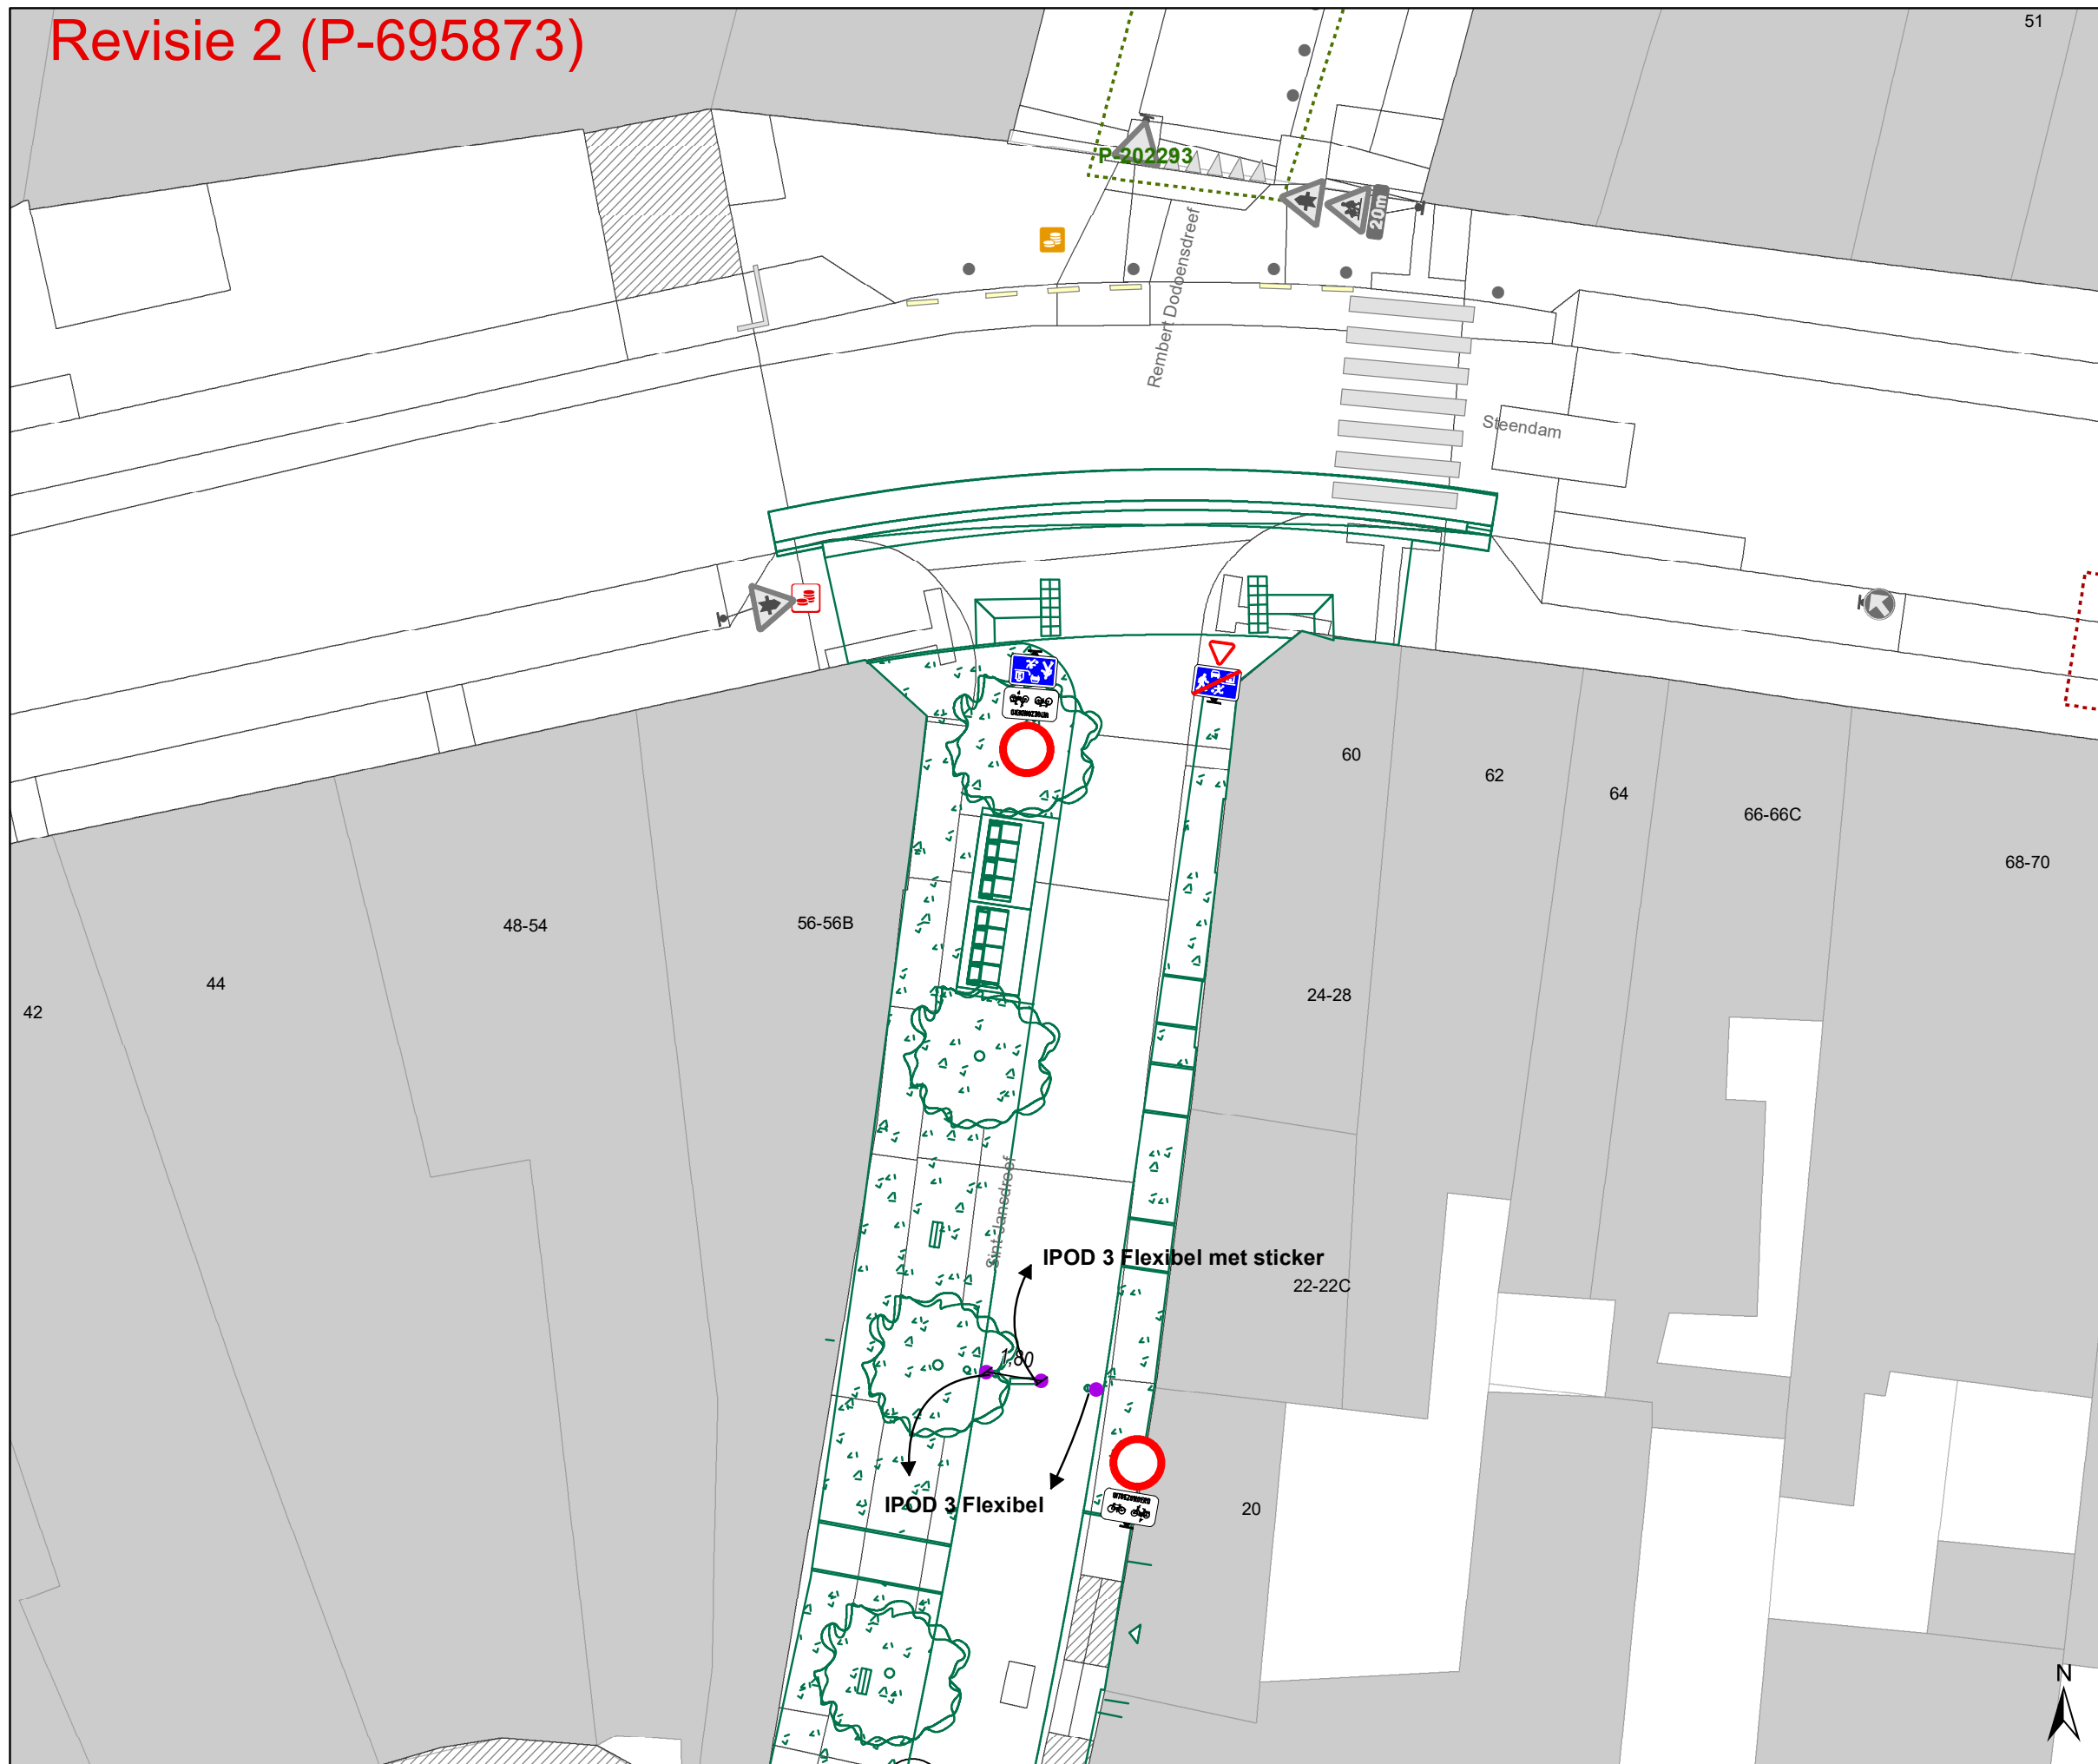 Revisie 2 (P-695873)
51
P-202293
20m
Rembert Dodoensdreef
Steendam
60
62
64
66-66C
68-70
56-56B
48-54
44
42
24-28
Sint-Jansdreef
IPOD 3 Flexibel met sticker
22-22C
1,80
IPOD 3 Flexibel
20
N